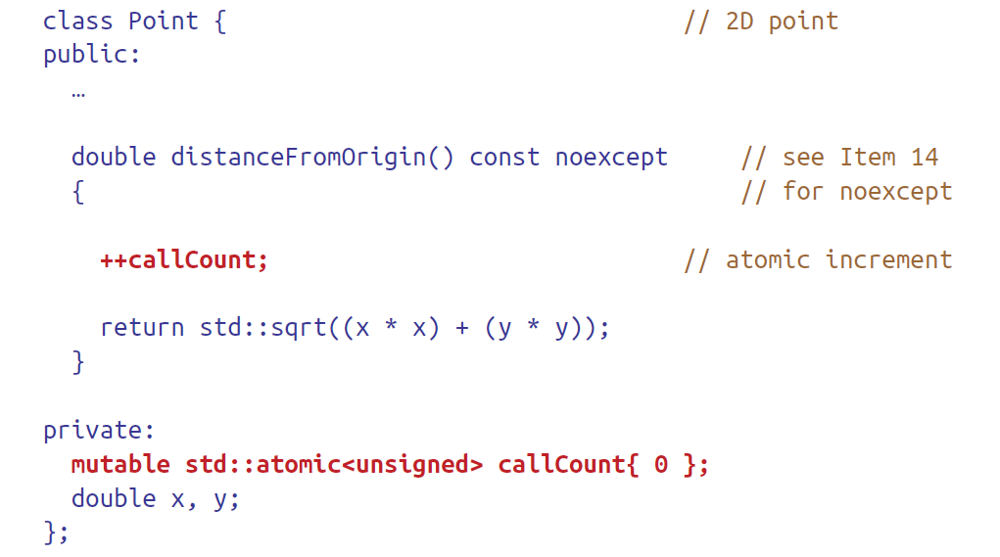 class Point { // 2D point
public:
…
double distanceFromOrigin() const noexcept // see Item 14
{ // for noexcept
++callCount; // atomic increment
return std::sqrt((x * x) + (y * y));
}
private:
mutable std::atomic<unsigned> callCount{ 0 };
double x, y;
};